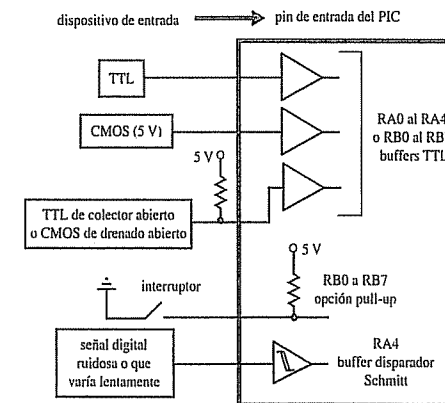 dispositivo de entrada
pin de entrada del PIC
TTL
CMOS (5 V)
RA0 al RA4
o RB0 al RB
buffers TTL
5 V
TTL de colector abierto
o CMOS de drenado abierto
5 V
interruptor
RB0 a RB7
opción pull-up
señal digital
ruidosa o que
varía lentamente
RA4
buffer disparador
Schmitt